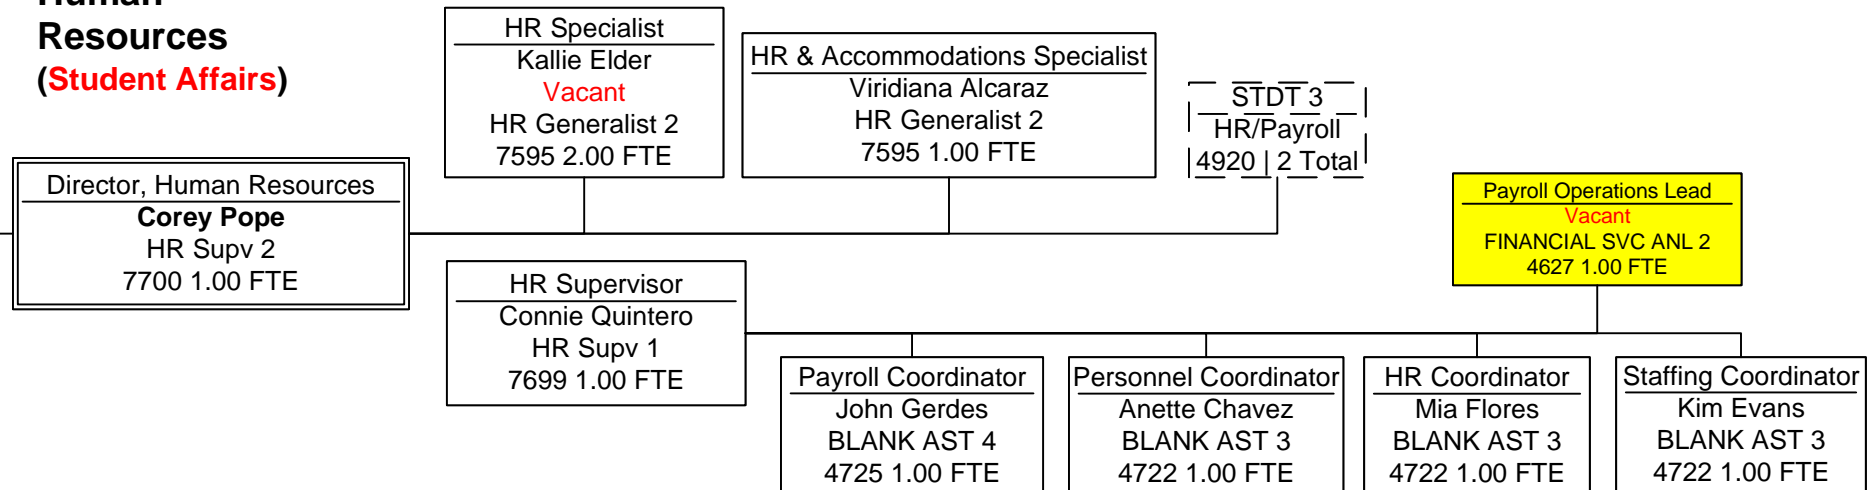 Human
Resources
(Student Affairs)
HR Specialist
Kallie Elder
Vacant
HR Generalist 2
7595 2.00 FTE
HR & Accommodations Specialist
Viridiana Alcaraz
HR Generalist 2
7595 1.00 FTE
STDT 3
HR/Payroll
4920 | 2 Total
Director, Human Resources
Corey Pope
HR Supv 2
7700 1.00 FTE
Payroll Operations Lead
Vacant
FINANCIAL SVC ANL 2
4627 1.00 FTE
HR Supervisor
Connie Quintero
HR Supv 1
7699 1.00 FTE
Payroll Coordinator
John Gerdes
BLANK AST 4
4725 1.00 FTE
Personnel Coordinator
Anette Chavez
BLANK AST 3
4722 1.00 FTE
HR Coordinator
Mia Flores
BLANK AST 3
4722 1.00 FTE
Staffing Coordinator
Kim Evans
BLANK AST 3
4722 1.00 FTE